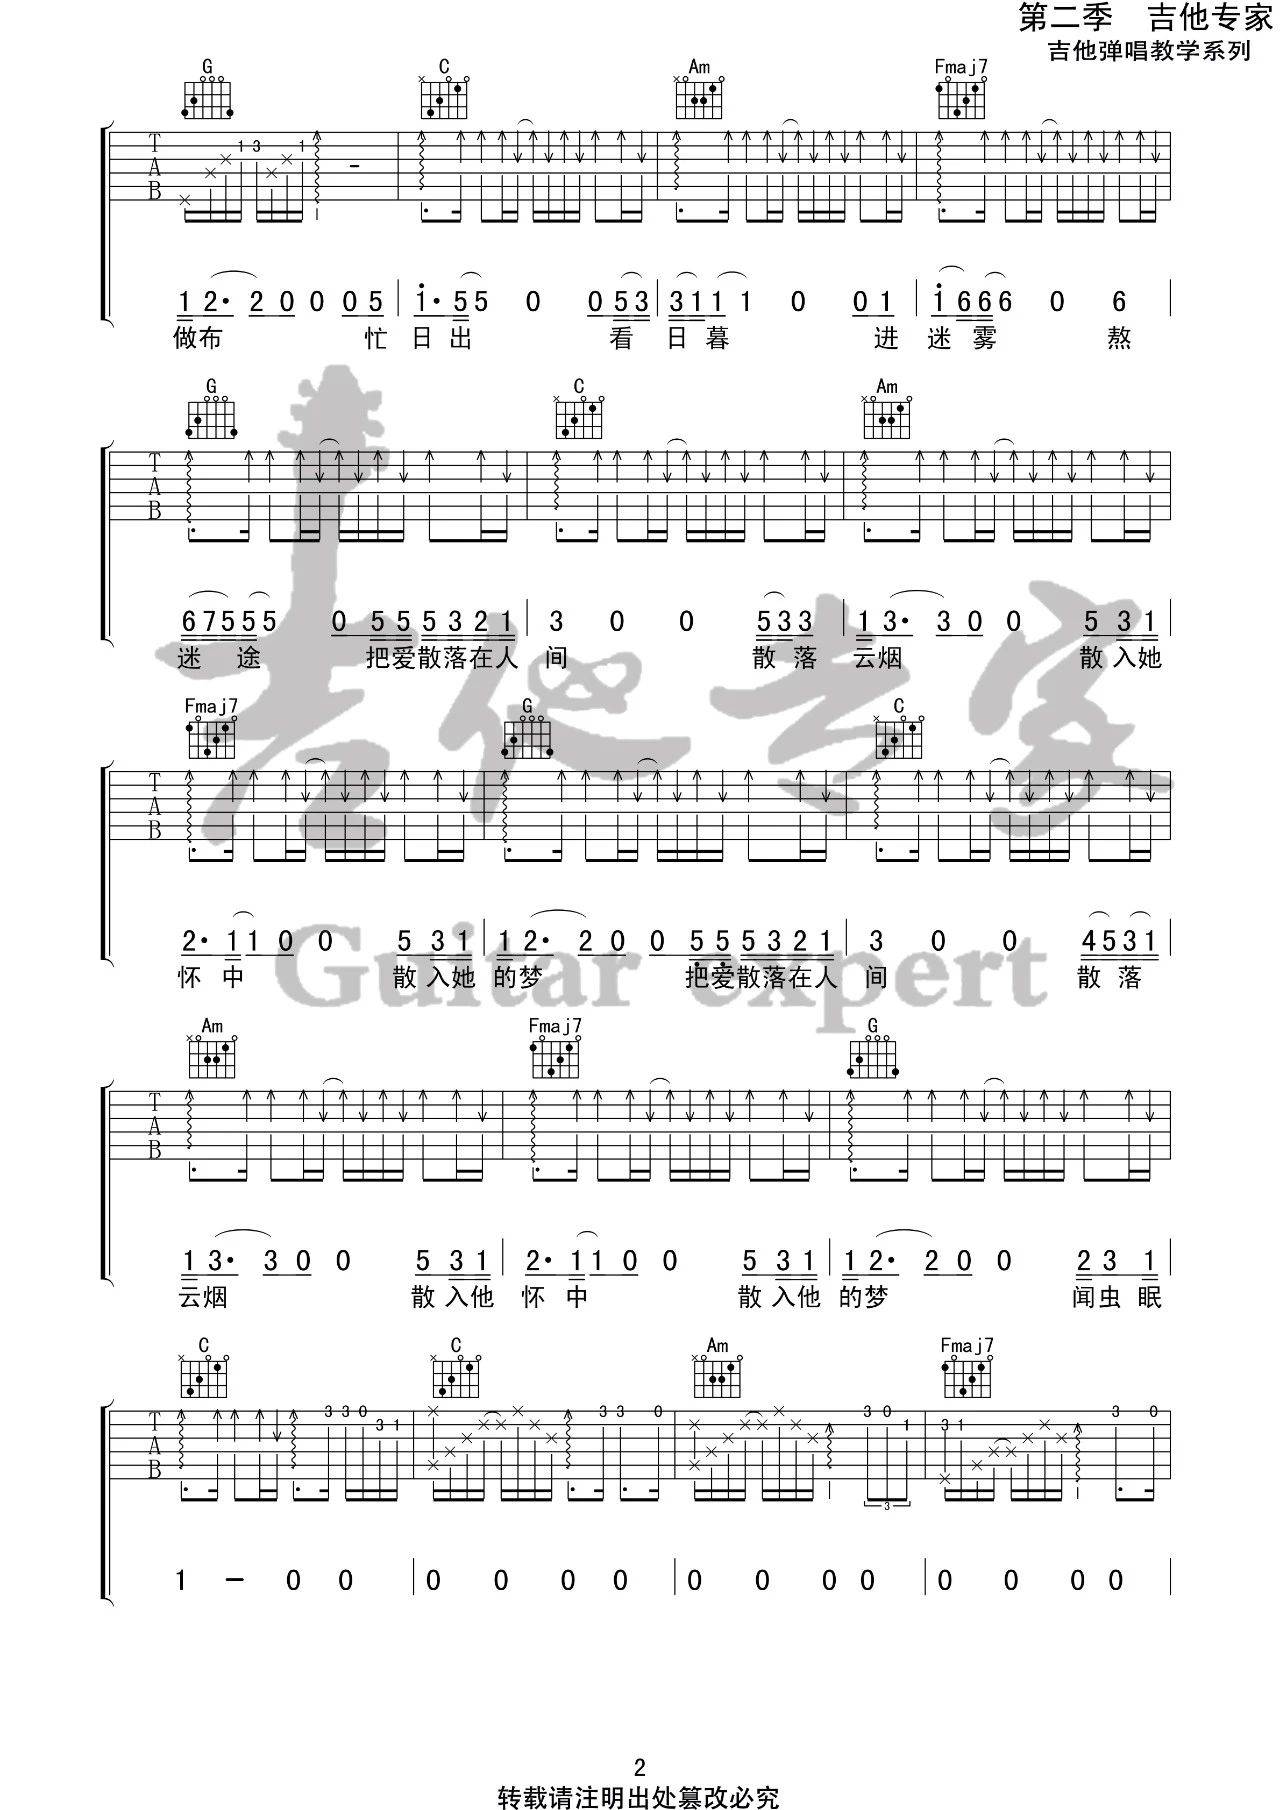 第二季 吉他专家
吉他弹唱教学系列
G C Am Fmaj7
1 3 1 -
1 2· 2 0 0 0 5 1· 5 5 0 0 5 3 3 1 1 1 0 0 1 1 6 6 6 0 6
做布 忙 日 出 看 日 暮 进 迷 雾 熬
G C Am
6 7 5 5 5 0 5 5 5 3 2 1 3 0 0 5 3 3 1 3· 3 0 0 5 3 1
迷 途 把爱散落在人 间 散 落 云烟 散入她
Fmaj7 G C
2· 1 1 0 0 5 3 1 1 2· 2 0 0 5 5 5 3 2 1 3 0 0 4 5 3 1
怀 中 散 入她 的梦 把爱散落在人 间 散 落
Guitar expert
Am Fmaj7 G
1 3· 3 0 0 5 3 1 2· 1 1 0 0 5 3 1 1 2· 2 0 0 2 3 1
云烟 散 入他 怀 中 散 入他 的梦 闻虫 眠
C C Am Fmaj7
3 3 0 3 1 3 3 0 3 0 1 3 1 3 0
3
1 - 0 0 0 0 0 0 0 0 0 0 0 0 0 0
2
转载请注明出处篡改必究